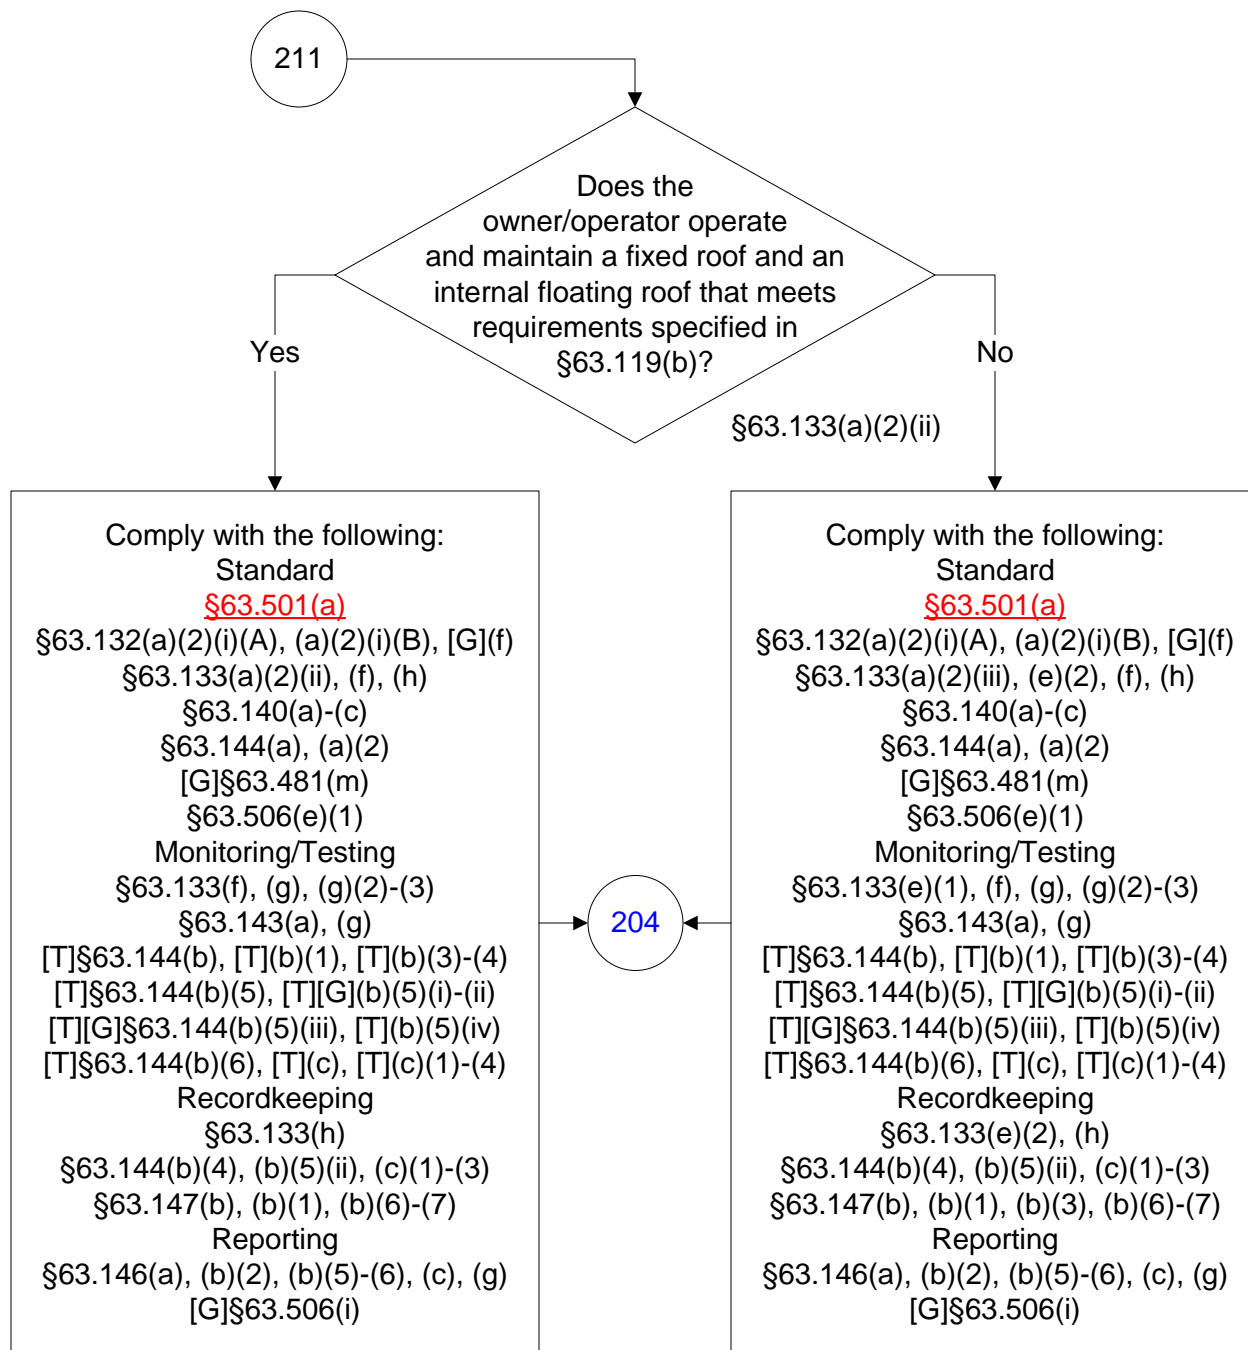 211
Does the
owner/operator operate
and maintain a fixed roof and an
internal floating roof that meets
requirements specified in
§63.119(b)?
Yes
No
§63.133(a)(2)(ii)
Comply with the following:
Standard
§63.501(a)
§63.132(a)(2)(i)(A), (a)(2)(i)(B), [G](f)
§63.133(a)(2)(ii), (f), (h)
§63.140(a)-(c)
§63.144(a), (a)(2)
[G]§63.481(m)
§63.506(e)(1)
Monitoring/Testing
§63.133(f), (g), (g)(2)-(3)
§63.143(a), (g)
[T]§63.144(b), [T](b)(1), [T](b)(3)-(4)
[T]§63.144(b)(5), [T][G](b)(5)(i)-(ii)
[T][G]§63.144(b)(5)(iii), [T](b)(5)(iv)
[T]§63.144(b)(6), [T](c), [T](c)(1)-(4)
Recordkeeping
§63.133(h)
§63.144(b)(4), (b)(5)(ii), (c)(1)-(3)
§63.147(b), (b)(1), (b)(6)-(7)
Reporting
§63.146(a), (b)(2), (b)(5)-(6), (c), (g)
[G]§63.506(i)
204
Comply with the following:
Standard
§63.501(a)
§63.132(a)(2)(i)(A), (a)(2)(i)(B), [G](f)
§63.133(a)(2)(iii), (e)(2), (f), (h)
§63.140(a)-(c)
§63.144(a), (a)(2)
[G]§63.481(m)
§63.506(e)(1)
Monitoring/Testing
§63.133(e)(1), (f), (g), (g)(2)-(3)
§63.143(a), (g)
[T]§63.144(b), [T](b)(1), [T](b)(3)-(4)
[T]§63.144(b)(5), [T][G](b)(5)(i)-(ii)
[T][G]§63.144(b)(5)(iii), [T](b)(5)(iv)
[T]§63.144(b)(6), [T](c), [T](c)(1)-(4)
Recordkeeping
§63.133(e)(2), (h)
§63.144(b)(4), (b)(5)(ii), (c)(1)-(3)
§63.147(b), (b)(1), (b)(3), (b)(6)-(7)
Reporting
§63.146(a), (b)(2), (b)(5)-(6), (c), (g)
[G]§63.506(i)